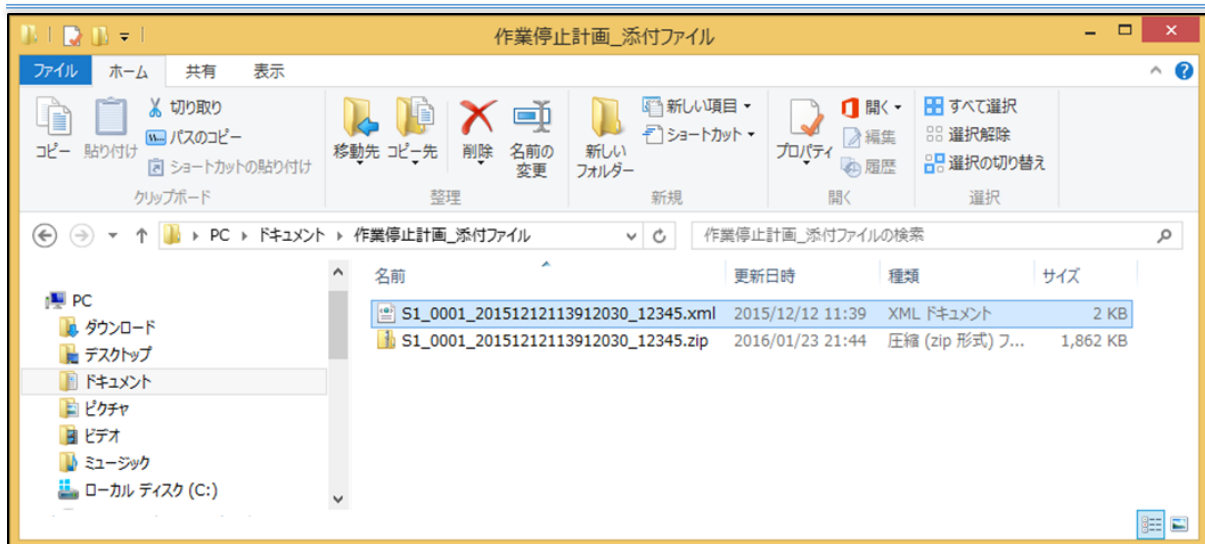 作業停止計画_添付ファイル
ファイル ホーム 共有 表示
コピー 貼り付け 切り取り パスのコピー ショートカットの貼り付け
クリップボード
移動先 コピー先 削除 名前の変更
整理
新しいフォルダー 新しい項目 ショートカット
新規
プロパティ 開く 編集 履歴
開く
すべて選択 選択解除 選択の切り替え
選択
PC ドキュメント 作業停止計画_添付ファイル 作業停止計画_添付ファイルの検索
名前 更新日時 種類 サイズ
S1_0001_20151212113912030_12345.xml 2015/12/12 11:39 XML ドキュメント 2 KB
S1_0001_20151212113912030_12345.zip 2016/01/23 21:44 圧縮 (zip 形式) フ... 1,862 KB
PC
ダウンロード
デスクトップ
ドキュメント
ピクチャ
ビデオ
ミュージック
ローカル ディスク (C:)